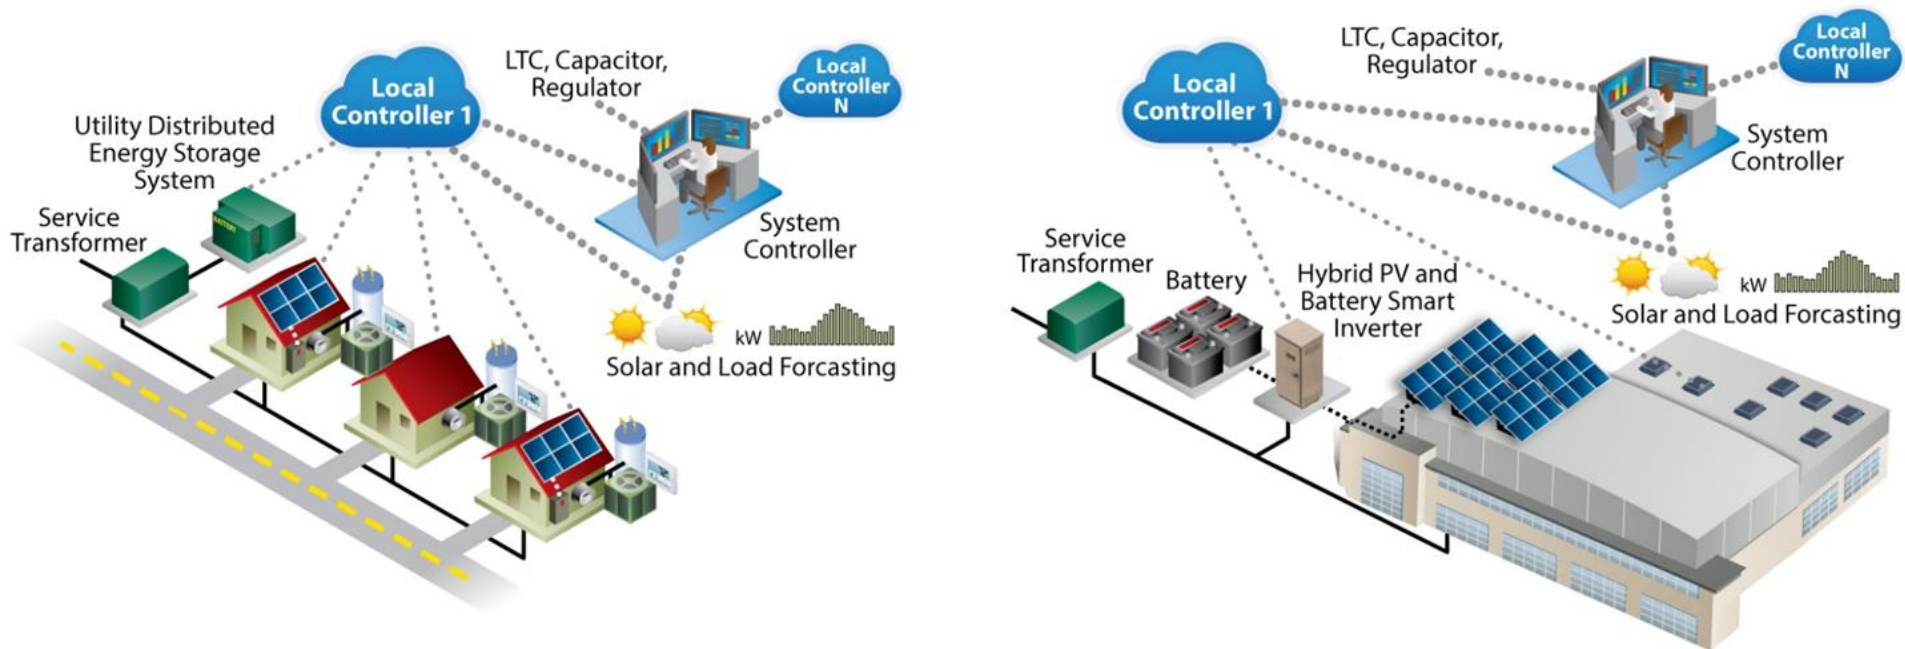 LTC, Capacitor,
Regulator
Local
Controller 1
Local
Controller
N
Utility Distributed
Energy Storage
System
Service
Transformer
BATTERY
System
Controller
kW
Solar and Load Forcasting
LTC, Capacitor,
Regulator
Local
Controller
N
Local
Controller 1
System
Controller
Service
Transformer
Battery
Hybrid PV and
Battery Smart
Inverter
kW
Solar and Load Forcasting